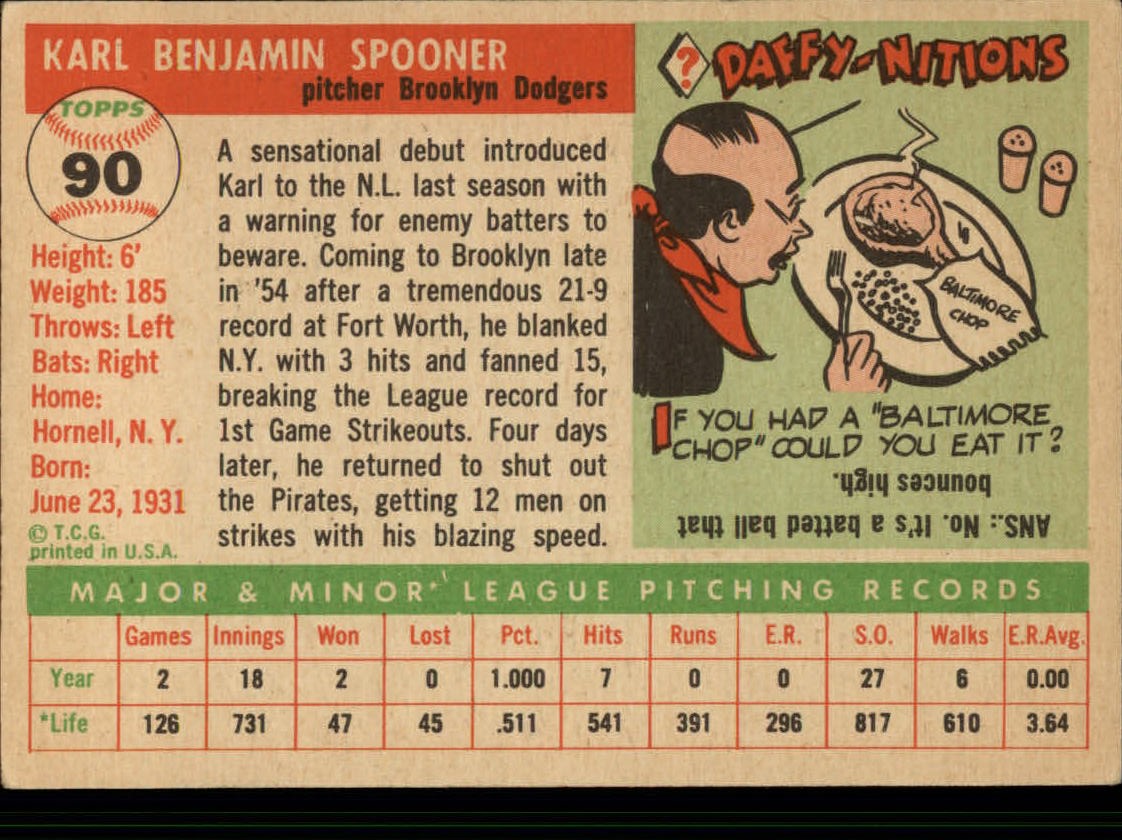 KARL BENJAMIN SPOONER
pitcher Brooklyn Dodgers
TOPPS
90
Height: 6'
Weight: 185
Throws: Left
Bats: Right
Home:
Hornell, N. Y.
Born:
June 23, 1931
© T.C.G.
printed in U.S.A.
A sensational debut introduced
Karl to the N.L. last season with
a warning for enemy batters to
beware. Coming to Brooklyn late
in '54 after a tremendous 21-9
record at Fort Worth, he blanked
N.Y. with 3 hits and fanned 15,
breaking the League record for
1st Game Strikeouts. Four days
later, he returned to shut out
the Pirates, getting 12 men on
strikes with his blazing speed.
? DAFFY-NITIONS
BALTIMORE
CHOP
IF YOU HAD A "BALTIMORE
CHOP" COULD YOU EAT IT?
ANS.: No. It's a batted ball that
bounces high.
MAJOR & MINOR* LEAGUE PITCHING RECORDS
Games Innings Won Lost Pct. Hits Runs E.R. S.O. Walks E.R.Avg.
Year 2 18 2 0 1.000 7 0 0 27 6 0.00
*Life 126 731 47 45 .511 541 391 296 817 610 3.64